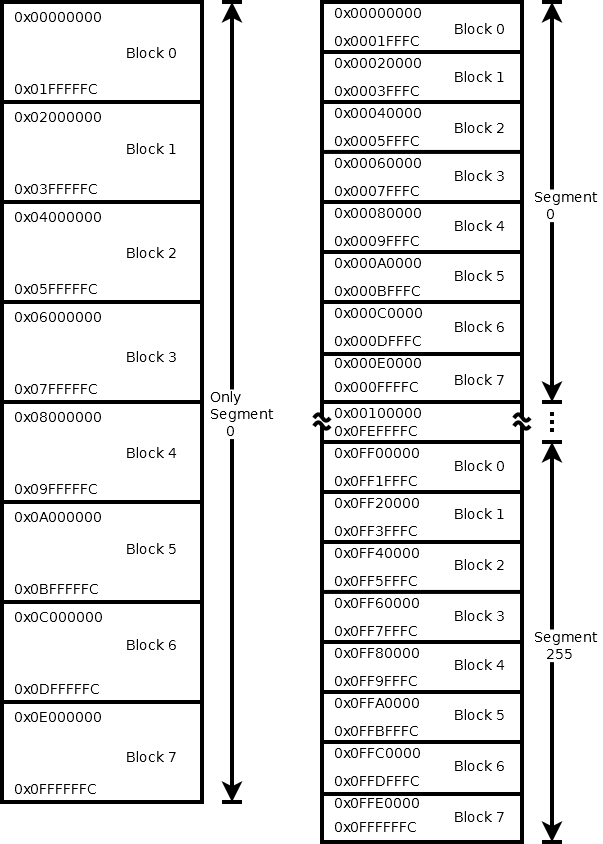 0x00000000
Block 0
0x01FFFFFC
0x02000000
Block 1
0x03FFFFFC
0x04000000
Block 2
0x05FFFFFC
0x06000000
Block 3
0x07FFFFFC
0x08000000
Block 4
0x09FFFFFC
0x0A000000
Block 5
0x0BFFFFFC
0x0C000000
Block 6
0x0DFFFFFC
0x0E000000
Block 7
0x0FFFFFFC
Only
Segment
0
0x00000000
Block 0
0x0001FFFC
0x00020000
Block 1
0x0003FFFC
0x00040000
Block 2
0x0005FFFC
0x00060000
Block 3
0x0007FFFC
0x00080000
Block 4
0x0009FFFC
0x000A0000
Block 5
0x000BFFFC
0x000C0000
Block 6
0x000DFFFC
0x000E0000
Block 7
0x000FFFFC
Segment
0
0x00100000
0x0FEFFFFC
0x0FF00000
Block 0
0x0FF1FFFC
0x0FF20000
Block 1
0x0FF3FFFC
0x0FF40000
Block 2
0x0FF5FFFC
0x0FF60000
Block 3
0x0FF7FFFC
0x0FF80000
Block 4
0x0FF9FFFC
0x0FFA0000
Block 5
0x0FFBFFFC
0x0FFC0000
Block 6
0x0FFDFFFC
0x0FFE0000
Block 7
0x0FFFFFFC
Segment
255